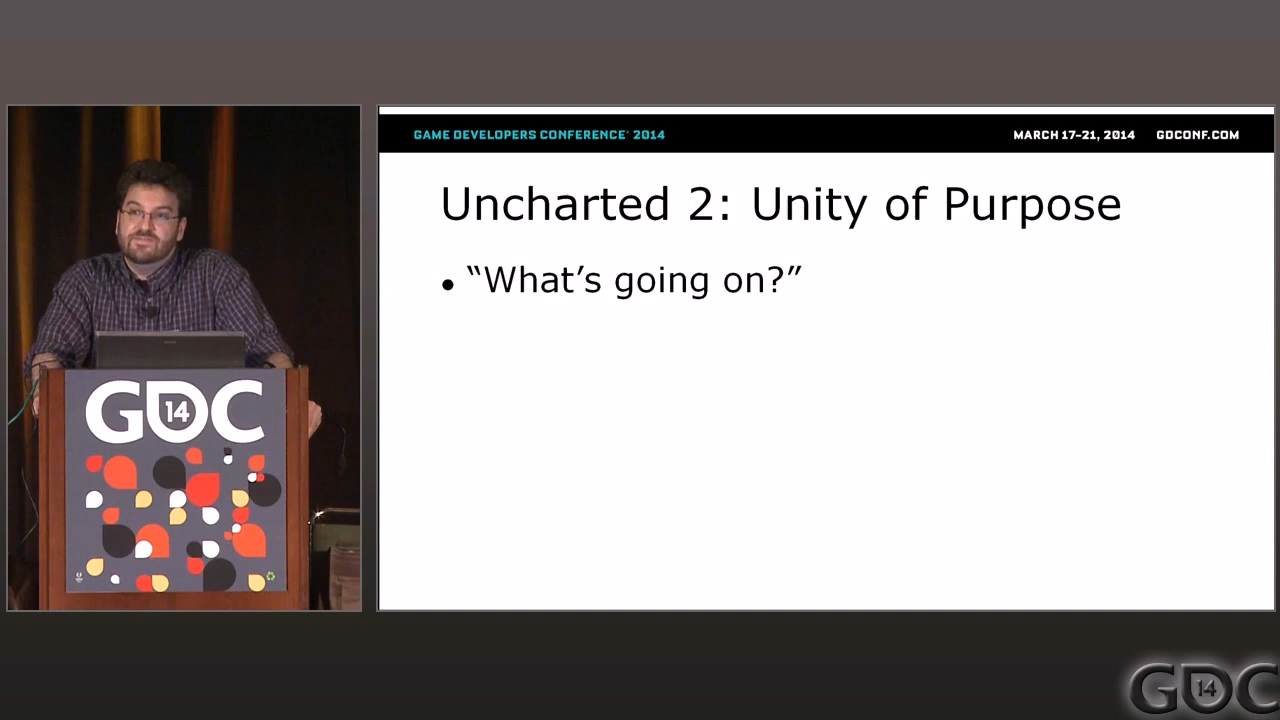 GAME DEVELOPERS CONFERENCE® 2014
MARCH 17–21, 2014 GDCONF.COM
Uncharted 2: Unity of Purpose
• “What’s going on?”
GDC
14
GDC
14